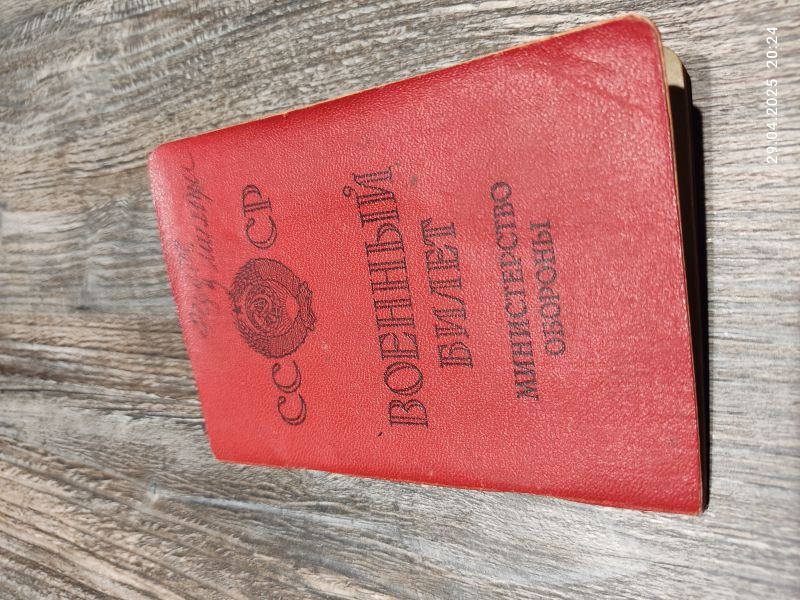 СССР
ВОЕННЫЙ
БИЛЕТ
МИНИСТЕРСТВО
ОБОРОНЫ
29.04.2025 20:24